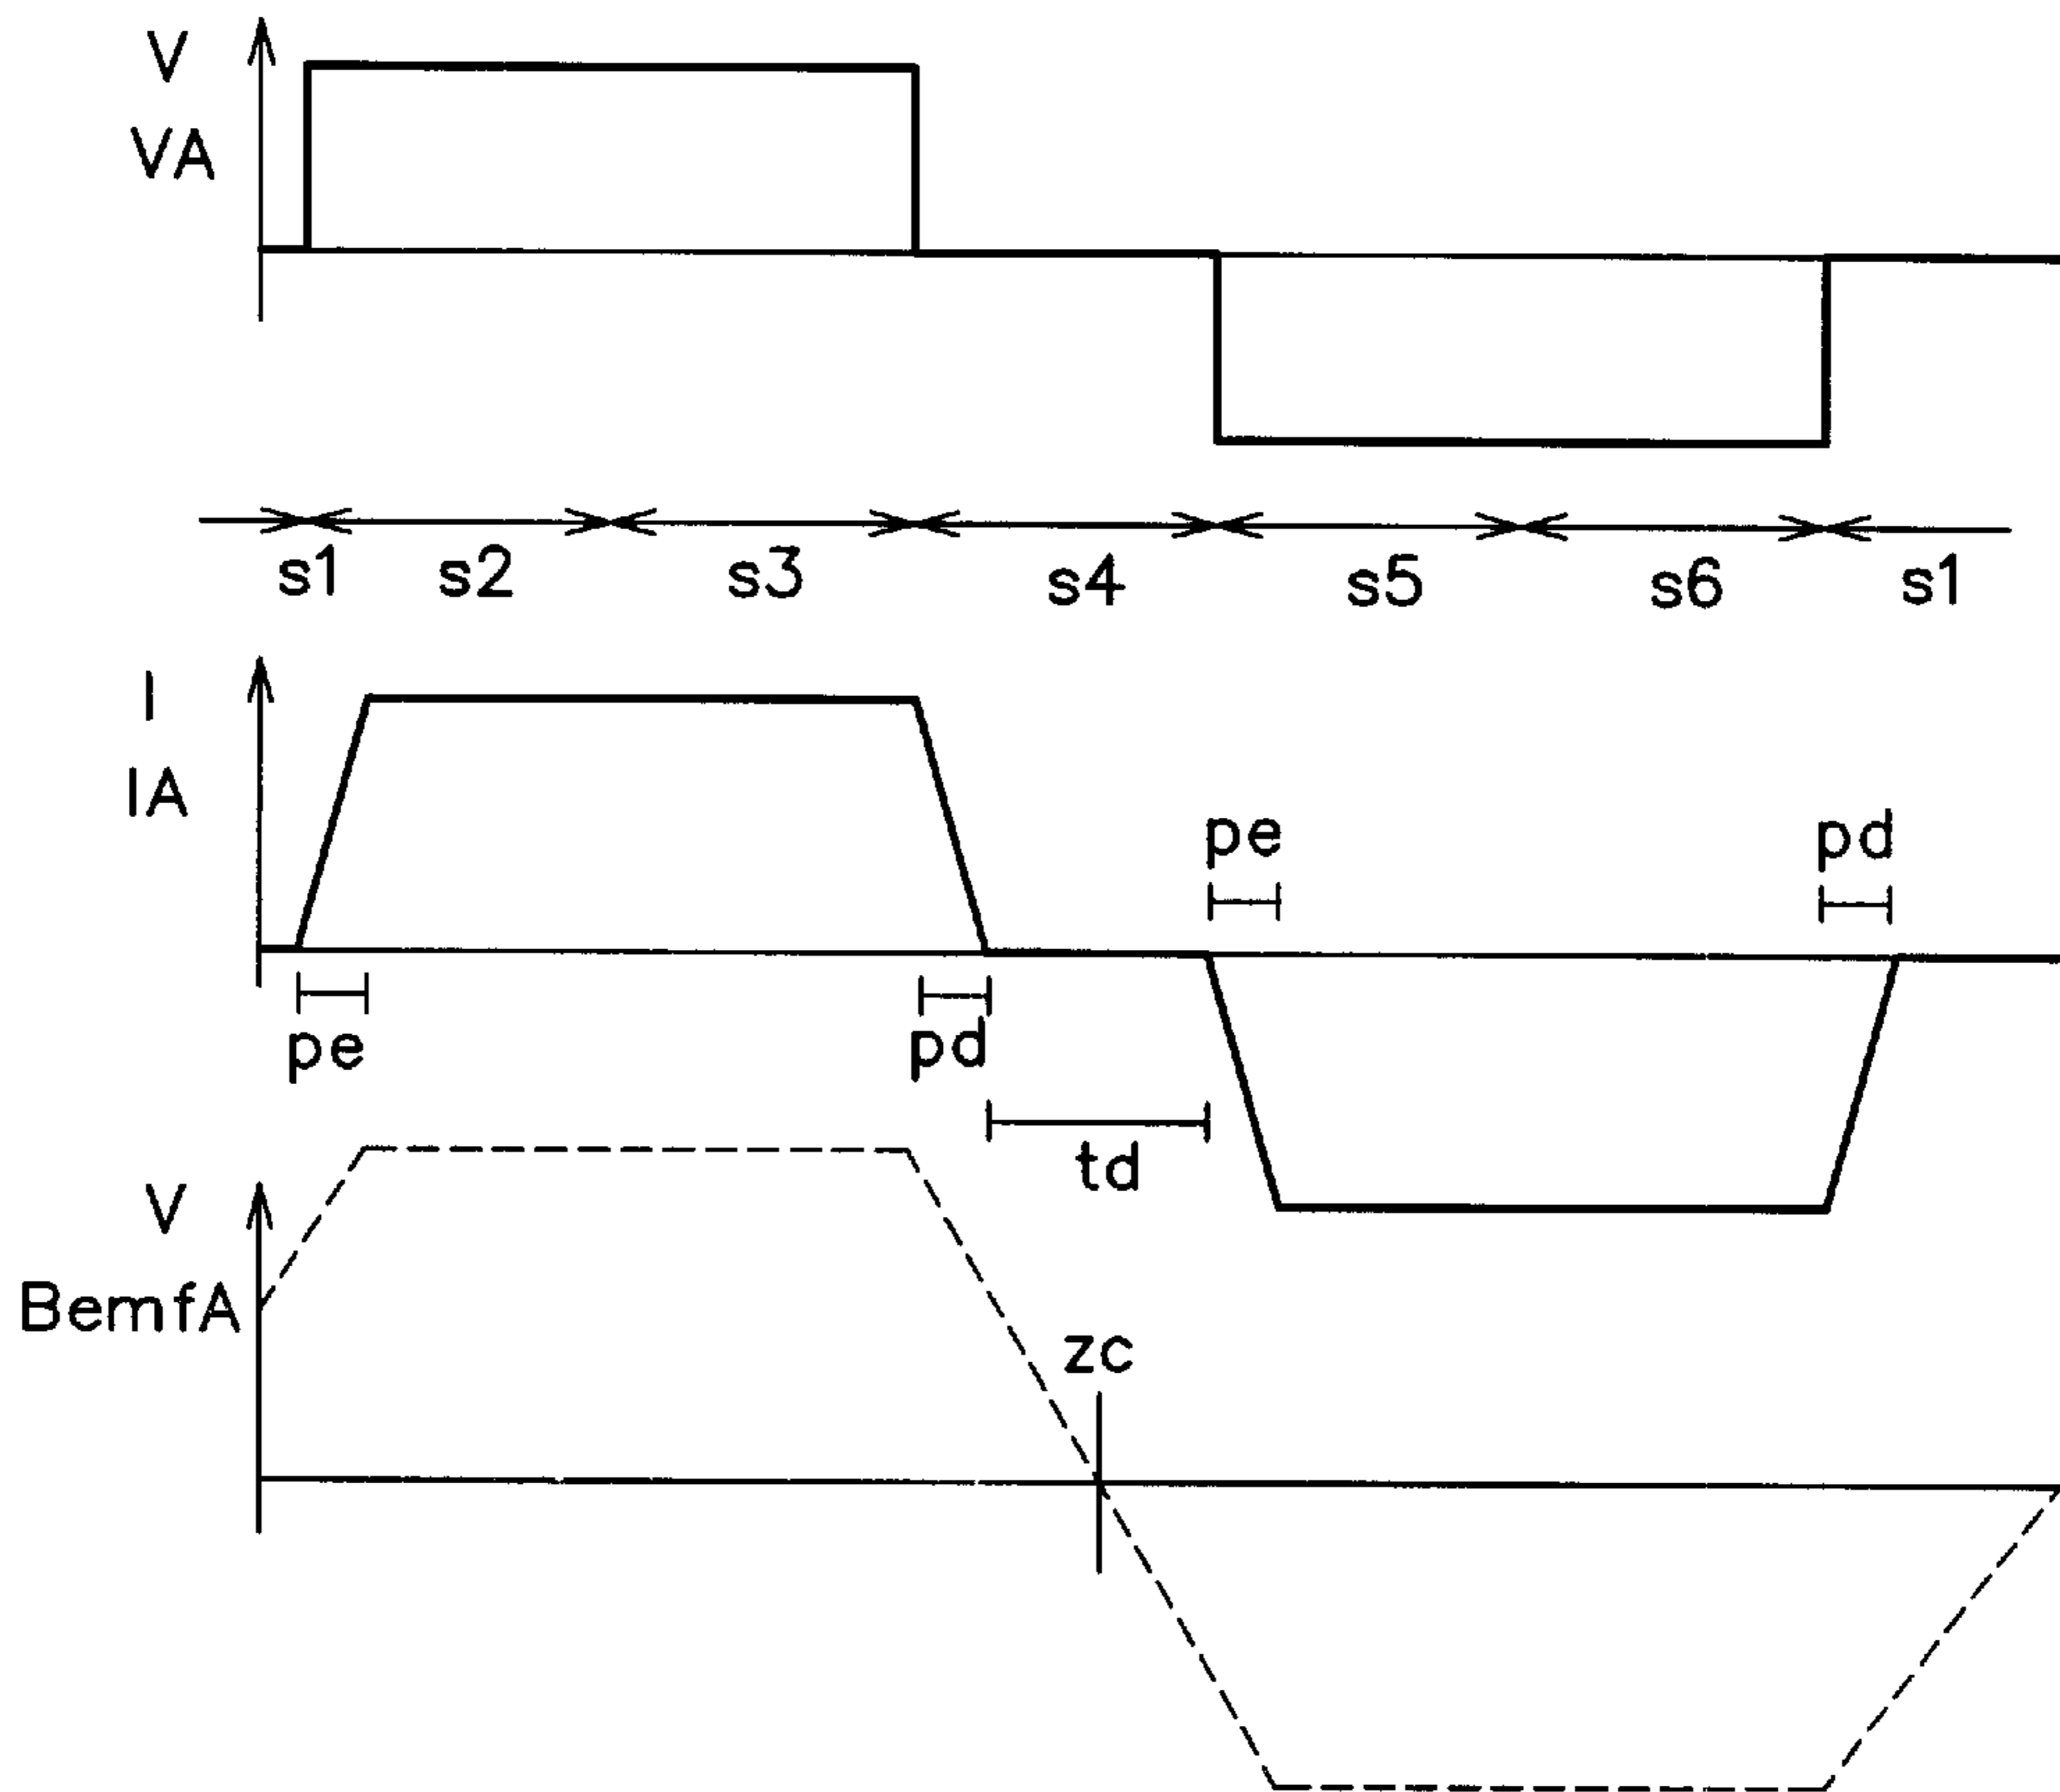 V
VA
s1 s2 s3 s4 s5 s6 s1
I
IA
pe pd
pe pd
td
V
BemfA
zc